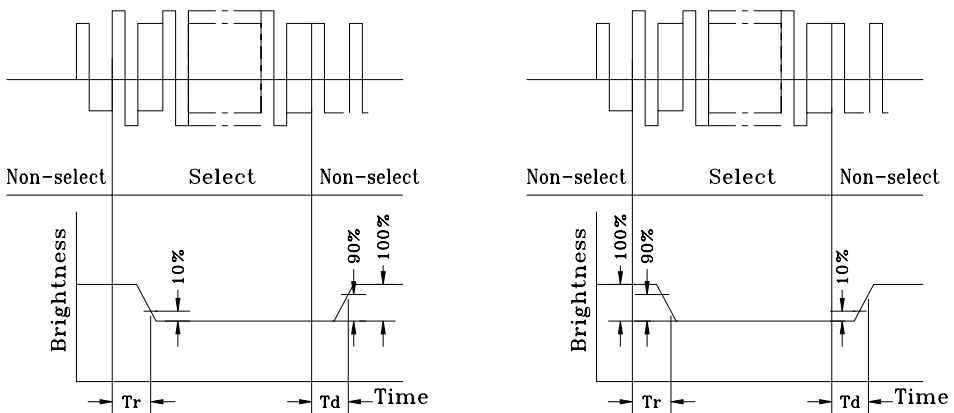 Non-select Select Non-select
Brightness
10%
90%
100%
Tr
Td
Time
Non-select Select Non-select
Brightness
100%
90%
10%
Tr
Td
Time